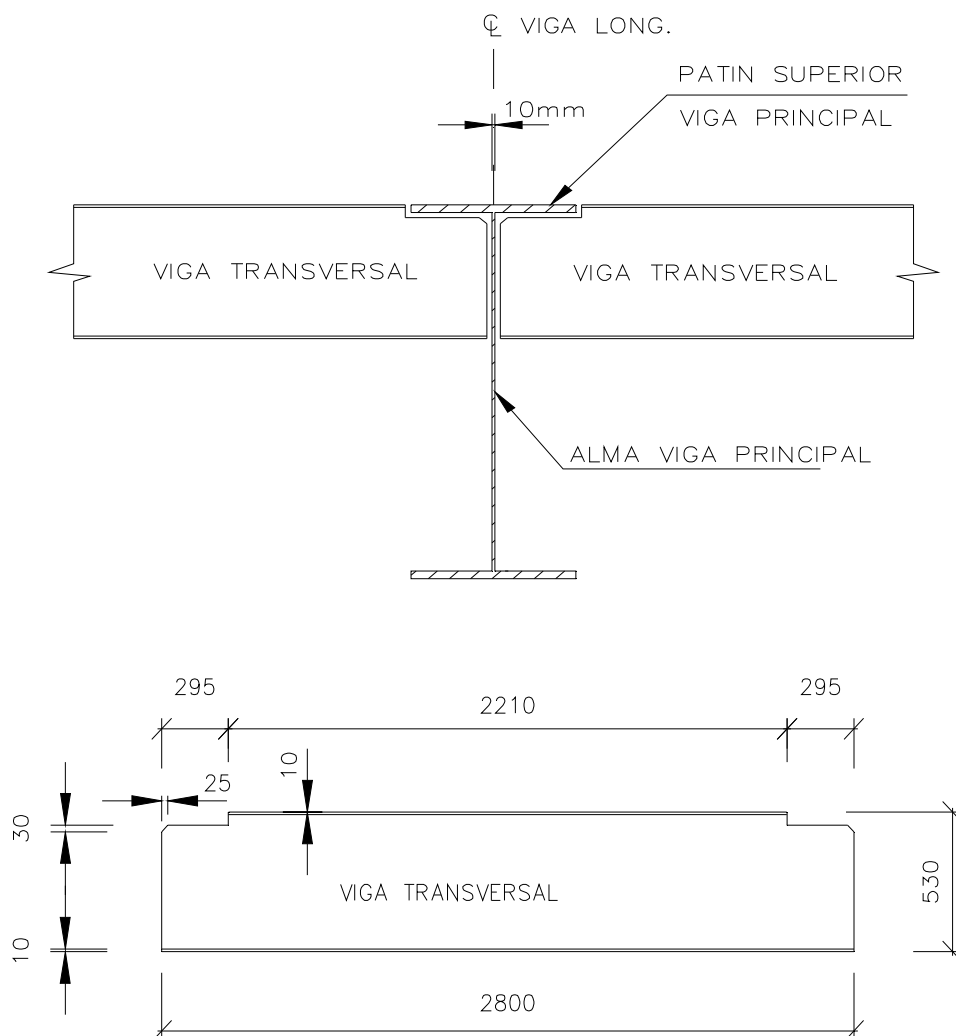 ℄ VIGA LONG.
PATIN SUPERIOR
VIGA PRINCIPAL
10mm
VIGA TRANSVERSAL
VIGA TRANSVERSAL
ALMA VIGA PRINCIPAL
295
2210
295
10
25
30
VIGA TRANSVERSAL
530
10
2800